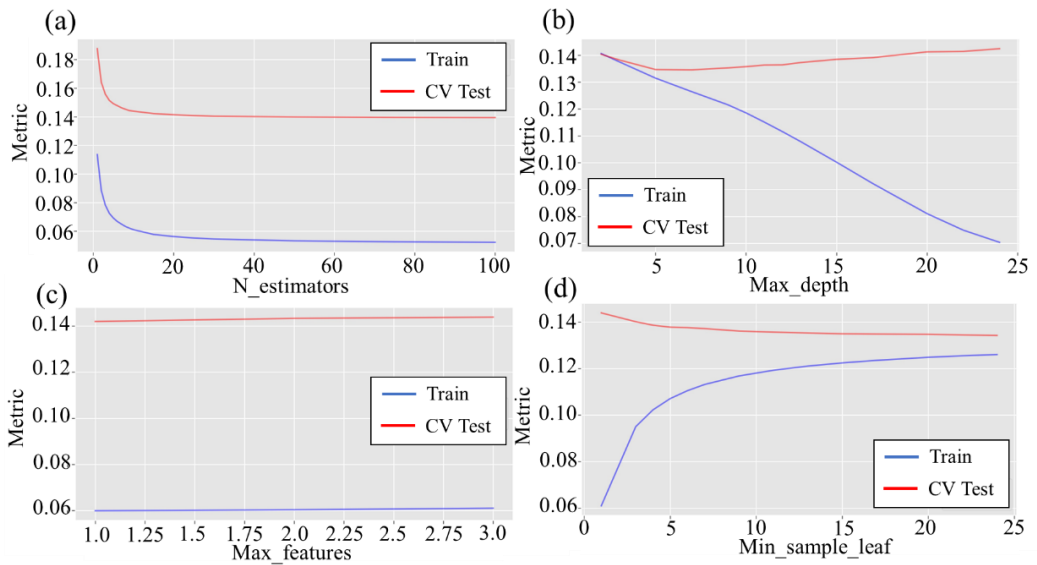 (a)
Metric
0.18
0.16
0.14
0.12
0.10
0.08
0.06
Train
CV Test
0 20 40 60 80 100
N_estimators
(b)
Metric
0.14
0.13
0.12
0.11
0.10
0.09
0.08
0.07
Train
CV Test
5 10 15 20 25
Max_depth
(c)
Metric
0.14
0.12
0.10
0.08
0.06
Train
CV Test
1.0 1.25 1.50 1.75 2.0 2.25 2.50 2.75 3.0
Max_features
(d)
Metric
0.14
0.12
0.10
0.08
0.06
Train
CV Test
0 5 10 15 20 25
Min_sample_leaf